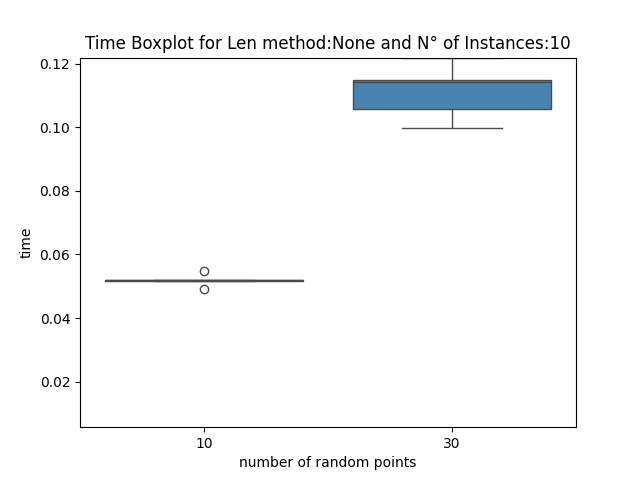 Time Boxplot for Len method:None and N° of Instances:10
0.12
0.10
0.08
0.06
0.04
0.02
time
10
30
number of random points